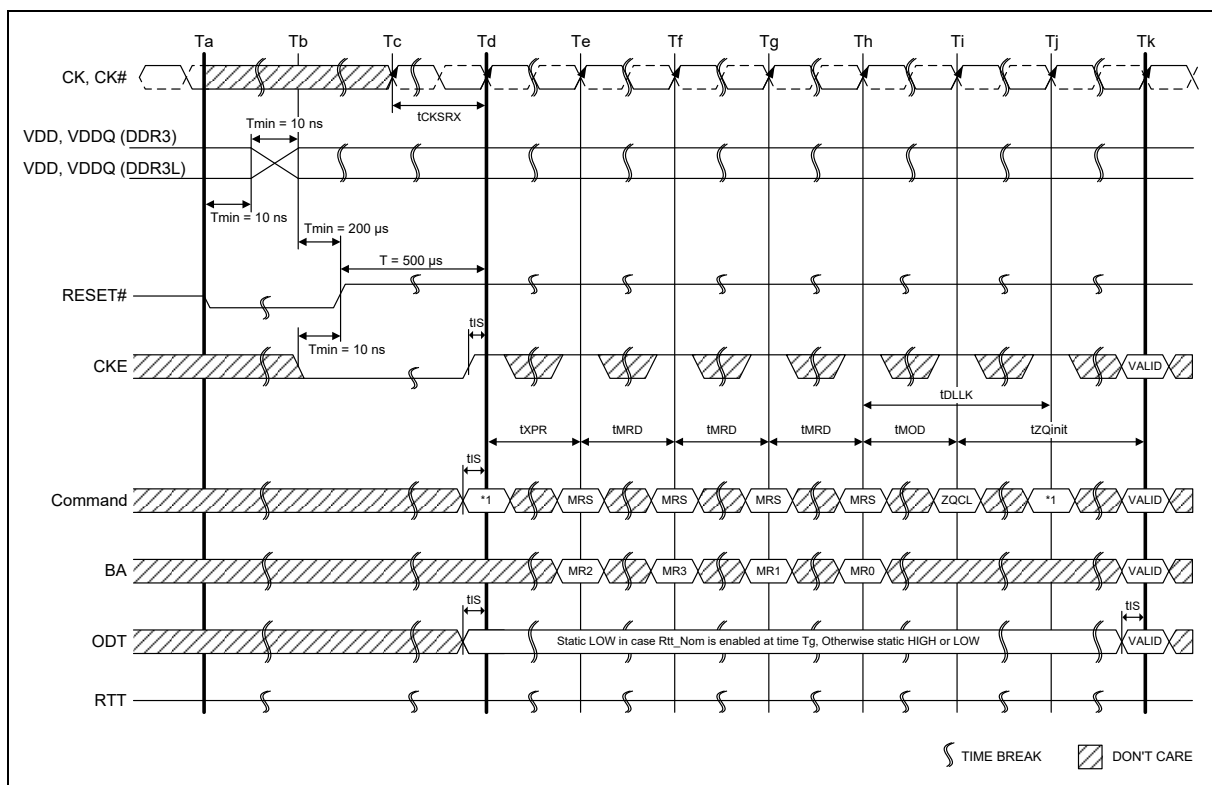 Ta Tb Tc Td Te Tf Tg Th Ti Tj Tk
CK, CK#
tCKSRX
Tmin = 10 ns
VDD, VDDQ (DDR3)
VDD, VDDQ (DDR3L)
Tmin = 10 ns
Tmin = 200 µs
T = 500 µs
RESET#
tIS
Tmin = 10 ns
CKE
VALID
tDLLK
tXPR tMRD tMRD tMRD tMOD tZQinit
tIS
Command
*1 MRS MRS MRS MRS ZQCL *1 VALID
BA
MR2 MR3 MR1 MR0 VALID
tIS
tIS
ODT
Static LOW in case Rtt_Nom is enabled at time Tg, Otherwise static HIGH or LOW
VALID
RTT
TIME BREAK
DON'T CARE